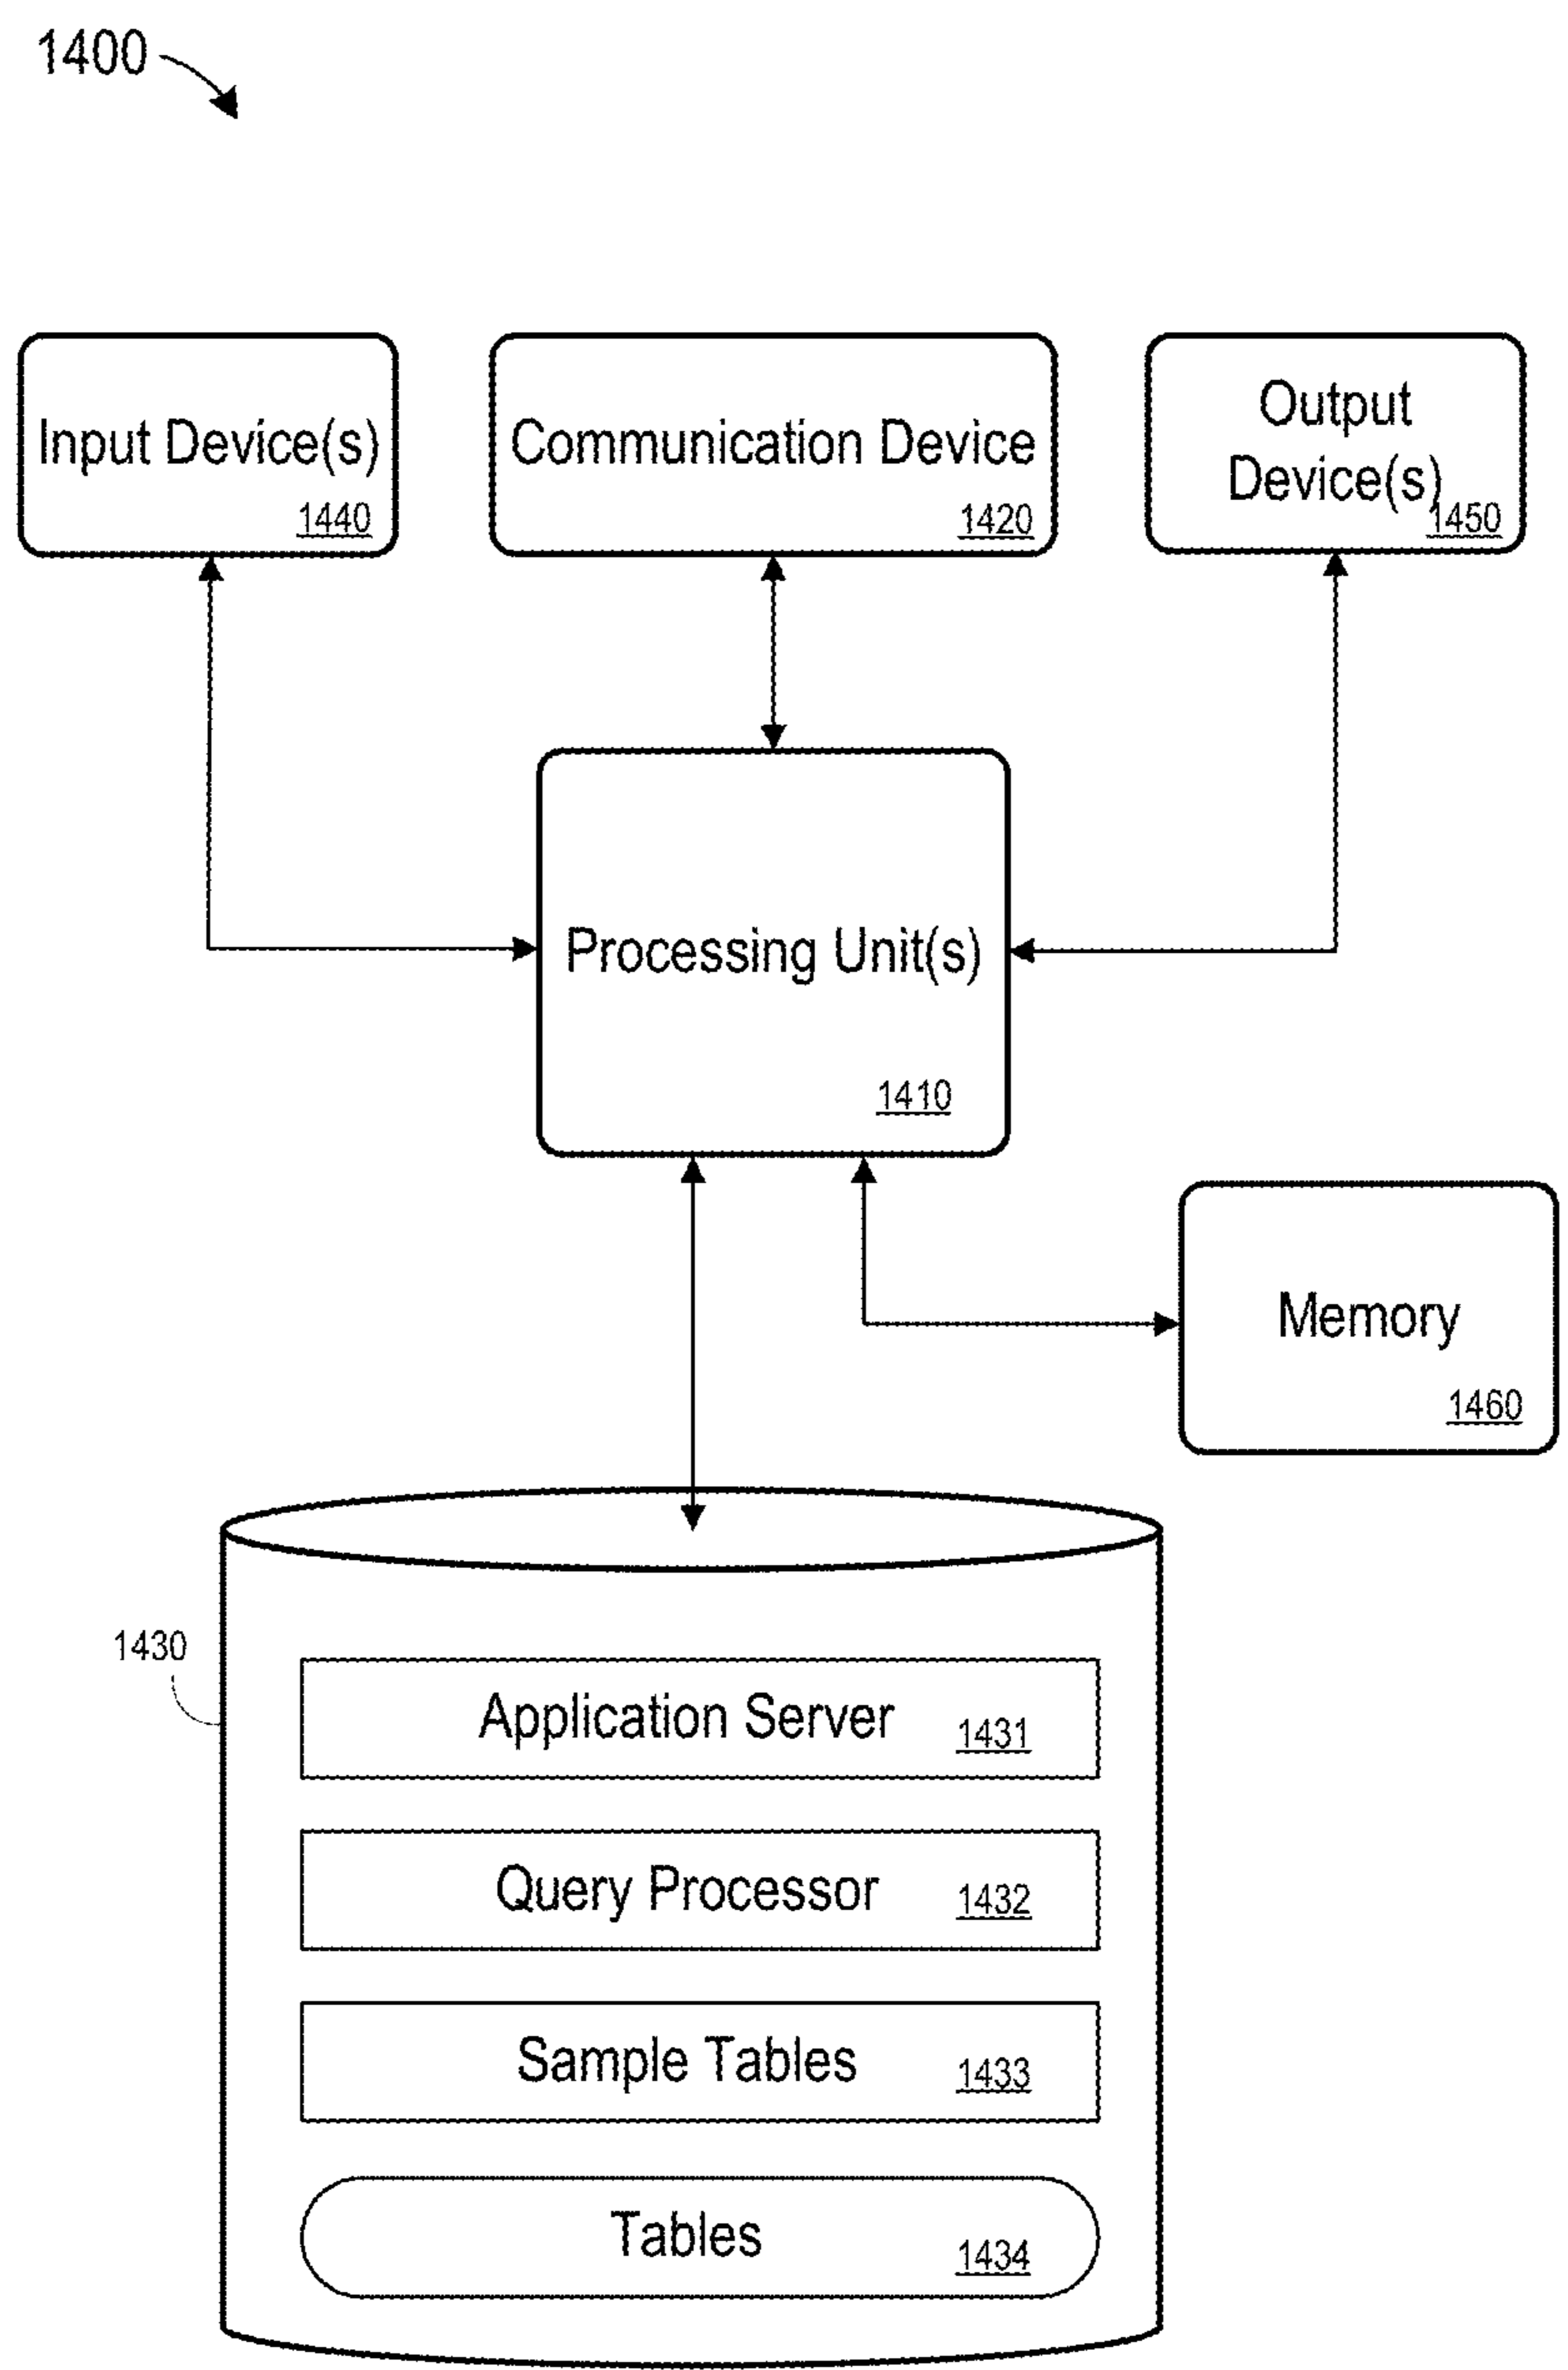 1400
Input Device(s)
1440
Communication Device
1420
Output
Device(s)
1450
Processing Unit(s)
1410
Memory
1460
1430
Application Server 1431
Query Processor 1432
Sample Tables 1433
Tables 1434